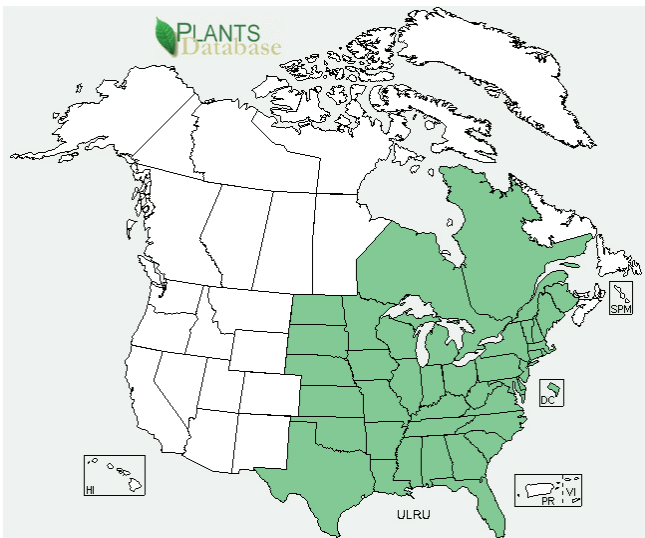 PLANTS
Database
SPM
DC
HI
PR
VI
ULRU